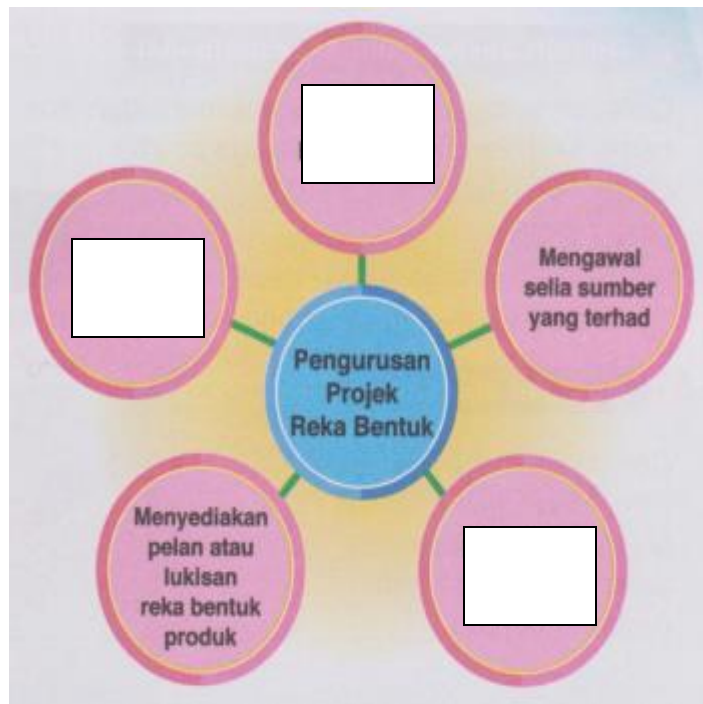 Mengawal
selia sumber
yang terhad
Pengurusan
Projek
Reka Bentuk
Menyediakan
pelan atau
lukisan
reka bentuk
produk